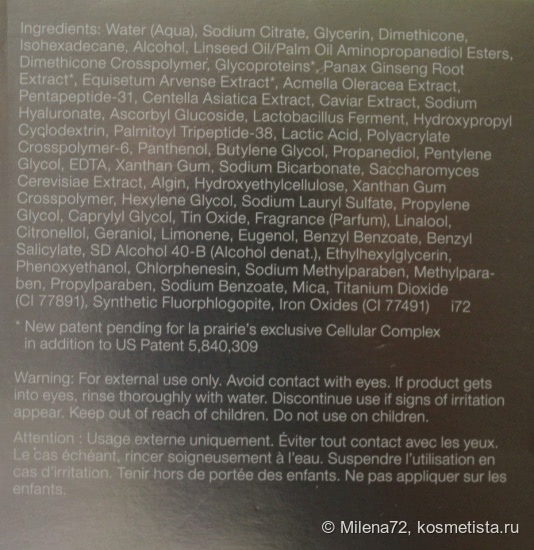 Ingredients: Water (Aqua), Sodium Citrate, Glycerin, Dimethicone,
Isohexadecane, Alcohol, Linseed Oil/Palm Oil Aminopropanediol Esters,
Dimethicone Crosspolymer, Glycoproteins*, Panax Ginseng Root
Extract*, Equisetum Arvense Extract*, Acmella Oleracea Extract,
Pentapeptide-31, Centella Asiatica Extract, Caviar Extract, Sodium
Hyaluronate, Ascorbyl Glucoside, Lactobacillus Ferment, Hydroxypropyl
Cyclodextrin, Palmitoyl Tripeptide-38, Lactic Acid, Polyacrylate
Crosspolymer-6, Panthenol, Butylene Glycol, Propanediol, Pentylene
Glycol, EDTA, Xanthan Gum, Sodium Bicarbonate, Saccharomyces
Cerevisiae Extract, Algin, Hydroxyethylcellulose, Xanthan Gum
Crosspolymer, Hexylene Glycol, Sodium Lauryl Sulfate, Propylene
Glycol, Caprylyl Glycol, Tin Oxide, Fragrance (Parfum), Linalool,
Citronellol, Geraniol, Limonene, Eugenol, Benzyl Benzoate, Benzyl
Salicylate, SD Alcohol 40-B (Alcohol denat.), Ethylhexylglycerin,
Phenoxyethanol, Chlorphenesin, Sodium Methylparaben, Methylpara-
ben, Propylparaben, Sodium Benzoate, Mica, Titanium Dioxide
(CI 77891), Synthetic Fluorphlogopite, Iron Oxides (CI 77491) i72
* New patent pending for la prairie's exclusive Cellular Complex
in addition to US Patent 5,840,309
Warning: For external use only. Avoid contact with eyes. If product gets
into eyes, rinse thoroughly with water. Discontinue use if signs of irritation
appear. Keep out of reach of children. Do not use on children.
Attention : Usage externe uniquement. Éviter tout contact avec les yeux.
Le cas échéant, rincer soigneusement à l'eau. Suspendre l'utilisation en
cas d'irritation. Tenir hors de portée des enfants. Ne pas appliquer sur les
enfants.
© Milena72, kosmetista.ru